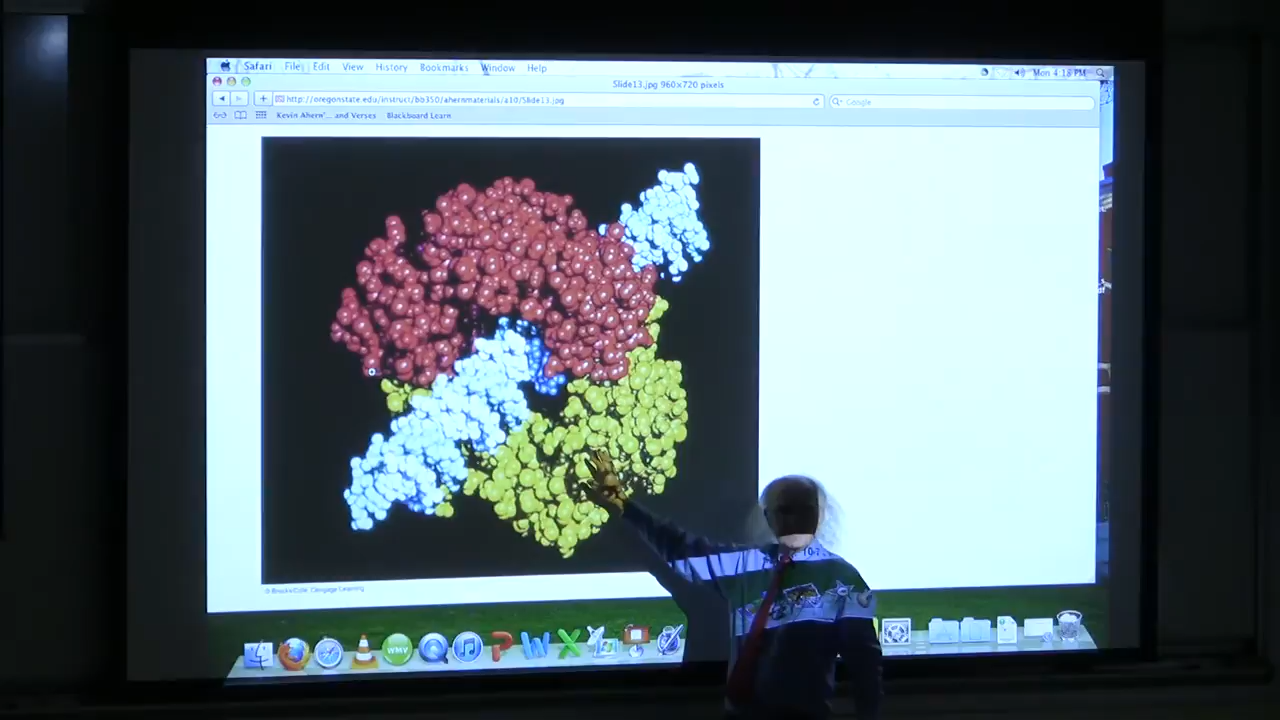 Safari File Edit View History Bookmarks Window Help Mon 4:18 PM
Slide13.jpg 960×720 pixels
http://oregonstate.edu/instruct/bb350/ahernmaterials/a10/Slide13.jpg Google
Kevin Ahern'... and Verses Blackboard Learn
© Brooks/Cole, Cengage Learning
WMV